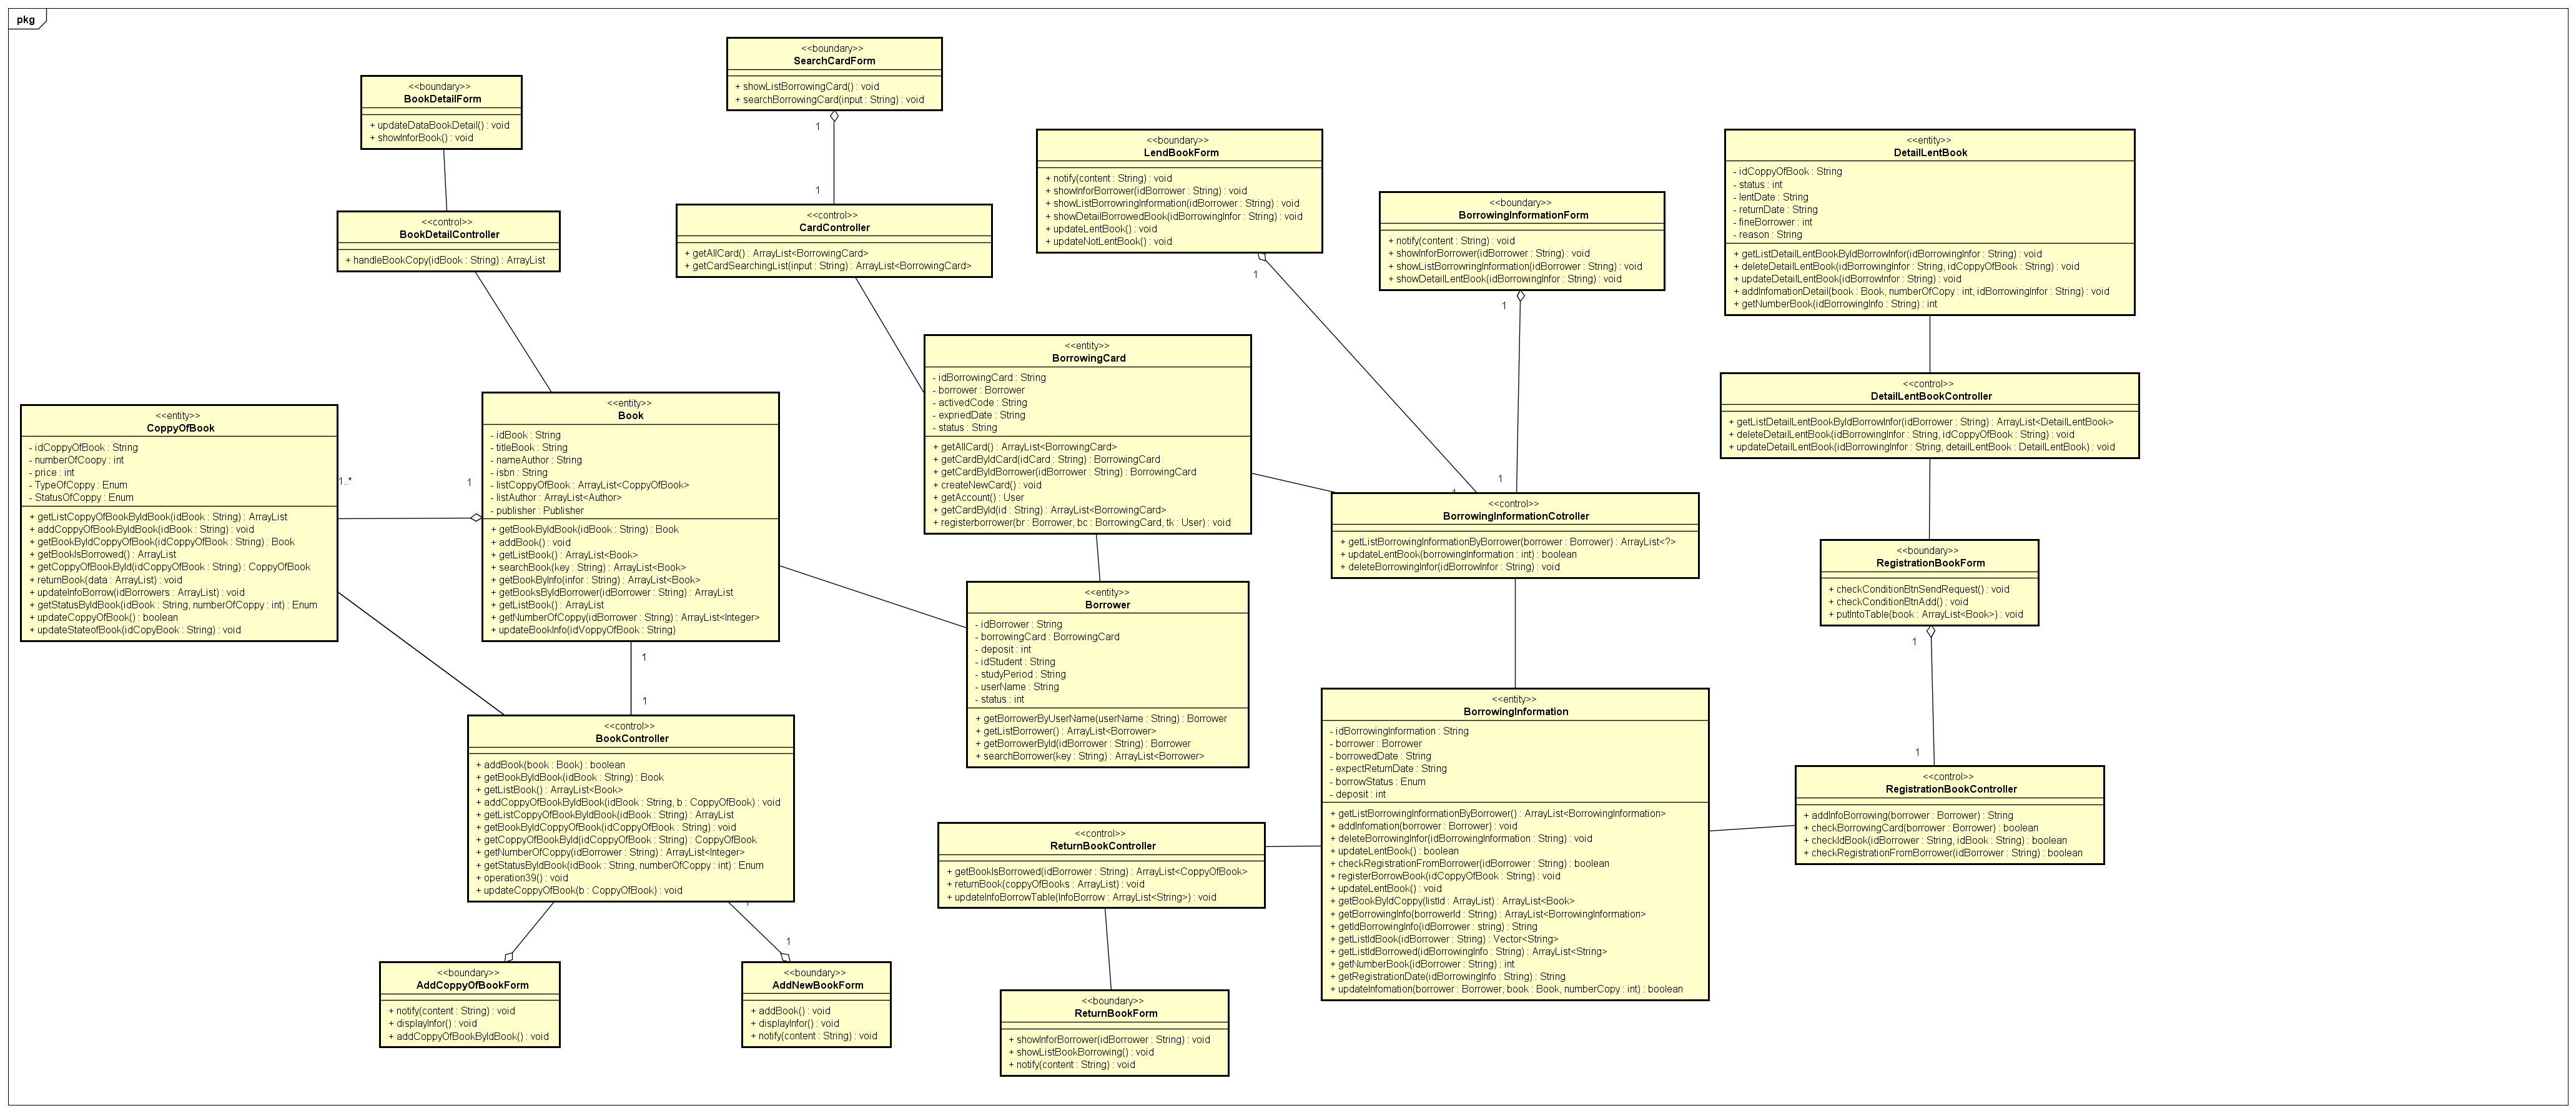 pkg
<<boundary>>
SearchCardForm
+ showListBorrowingCard() : void
+ searchBorrowingCard(input : String) : void
1
1
<<boundary>>
BookDetailForm
+ updateDataBookDetail() : void
+ showInforBook() : void
<<boundary>>
LendBookForm
+ notify(content : String) : void
+ showInforBorrower(idBorrower : String) : void
+ showListBorrowringInformation(idBorrower : String) : void
+ showDetailBorrowedBook(idBorrowingInfor : String) : void
+ updateLentBook() : void
+ updateNotLentBook() : void
1
<<entity>>
DetailLentBook
- idCoppyOfBook : String
- status : int
- lentDate : String
- returnDate : String
- fineBorrower : int
- reason : String
+ getListDetailLentBookByIdBorrowInfor(idBorrowingInfor : String) : void
+ deleteDetailLentBook(idBorrowingInfor : String, idCoppyOfBook : String) : void
+ updateDetailLentBook(idBorrowInfor : String) : void
+ addInfomationDetail(book : Book, numberOfCopy : int, idBorrowingInfor : String) : void
+ getNumberBook(idBorrowingInfo : String) : int
<<boundary>>
BorrowingInformationForm
+ notify(content : String) : void
+ showInforBorrower(idBorrower : String) : void
+ showListBorrowringInformation(idBorrower : String) : void
+ showDetailLentBook(idBorrowingInfor : String) : void
1
1
<<control>>
BookDetailController
+ handleBookCopy(idBook : String) : ArrayList
<<control>>
CardController
+ getAllCard() : ArrayList<BorrowingCard>
+ getCardSearchingList(input : String) : ArrayList<BorrowingCard>
<<entity>>
BorrowingCard
- idBorrowingCard : String
- borrower : Borrower
- activedCode : String
- expriedDate : String
- status : String
+ getAllCard() : ArrayList<BorrowingCard>
+ getCardByIdCard(idCard : String) : BorrowingCard
+ getCardByIdBorrower(idBorrower : String) : BorrowingCard
+ createNewCard() : void
+ getAccount() : User
+ getCardById(id : String) : ArrayList<BorrowingCard>
+ registerborrower(br : Borrower, bc : BorrowingCard, tk : User) : void
<<control>>
DetailLentBookController
+ getListDetailLentBookByIdBorrowInfor(idBorrower : String) : ArrayList<DetailLentBook>
+ deleteDetailLentBook(idBorrowingInfor : String, idCoppyOfBook : String) : void
+ updateDetailLentBook(idBorrowingInfor : String, detailLentBook : DetailLentBook) : void
<<entity>>
CoppyOfBook
- idCoppyOfBook : String
- numberOfCoopy : int
- price : int
- TypeOfCoppy : Enum
- StatusOfCoppy : Enum
+ getListCoppyOfBookByIdBook(idBook : String) : ArrayList
+ addCoppyOfBookByIdBook(idBook : String) : void
+ getBookByIdCoppyOfBook(idCoppyOfBook : String) : Book
+ getBookIsBorrowed() : ArrayList
+ getCoppyOfBookById(idCoppyOfBook : String) : CoppyOfBook
+ returnBook(data : ArrayList) : void
+ updateInfoBorrow(idBorrowers : ArrayList) : void
+ getStatusByIdBook(idBook : String, numberOfCoppy : int) : Enum
+ updateCoppyOfBook() : boolean
+ updateStateofBook(idCopyBook : String) : void
1..*
1
<<entity>>
Book
- idBook : String
- titleBook : String
- nameAuthor : String
- isbn : String
- listCoppyOfBook : ArrayList<CoppyOfBook>
- listAuthor : ArrayList<Author>
- publisher : Publisher
+ getBookByIdBook(idBook : String) : Book
+ addBook() : void
+ getListBook() : ArrayList<Book>
+ searchBook(key : String) : ArrayList<Book>
+ getBookByInfo(infor : String) : ArrayList<Book>
+ getBooksByIdBorrower(idBorrower : String) : ArrayList
+ getListBook() : ArrayList
+ getNumberOfCoppy(idBorrower : String) : ArrayList<Integer>
+ updateBookInfo(idVoppyOfBook : String)
1
1
<<control>>
BorrowingInformationCotroller
+ getListBorrowingInformationByBorrower(borrower : Borrower) : ArrayList<?>
+ updateLentBook(borrowingInformation : int) : boolean
+ deleteBorrowingInfor(idBorrowInfor : String) : void
<<boundary>>
RegistrationBookForm
+ checkConditionBtnSendRequest() : void
+ checkConditionBtnAdd() : void
+ putIntoTable(book : ArrayList<Book>) : void
1
1
<<entity>>
Borrower
- idBorrower : String
- borrowingCard : BorrowingCard
- deposit : int
- idStudent : String
- studyPeriod : String
- userName : String
- status : int
+ getBorrowerByUserName(userName : String) : Borrower
+ getListBorrower() : ArrayList<Borrower>
+ getBorrowerById(idBorrower : String) : Borrower
+ searchBorrower(key : String) : ArrayList<Borrower>
<<entity>>
BorrowingInformation
- idBorrowingInformation : String
- borrower : Borrower
- borrowedDate : String
- expectReturnDate : String
- borrowStatus : Enum
- deposit : int
+ getListBorrowingInformationByBorrower() : ArrayList<BorrowingInformation>
+ addInfomation(borrower : Borrower) : void
+ deleteBorrowingInfor(idBorrowingInformation : String) : void
+ updateLentBook() : boolean
+ checkRegistrationFromBorrower(idBorrower : String) : boolean
+ registerBorrowBook(idCoppyOfBook : String) : void
+ updateLentBook() : void
+ getBookByIdCoppy(listId : ArrayList) : ArrayList<Book>
+ getBorrowingInfo(borrowerId : String) : ArrayList<BorrowingInformation>
+ getIdBorrowingInfo(idBorrower : string) : String
+ getListIdBook(idBorrower : String) : Vector<String>
+ getListIdBorrowed(idBorrowingInfo : String) : ArrayList<String>
+ getNumberBook(idBorrower : String) : int
+ getRegistrationDate(idBorrowingInfo : String) : String
+ updateInfomation(borrower : Borrower, book : Book, numberCopy : int) : boolean
<<control>>
BookController
+ addBook(book : Book) : boolean
+ getBookByIdBook(idBook : String) : Book
+ getListBook() : ArrayList<Book>
+ addCoppyOfBookByIdBook(idBook : String, b : CoppyOfBook) : void
+ getListCoppyOfBookByIdBook(idBook : String) : ArrayList
+ getBookByIdCoppyOfBook(idCoppyOfBook : String) : void
+ getCoppyOfBookById(idCoppyOfBook : String) : CoppyOfBook
+ getNumberOfCoppy(idBorrower : String) : ArrayList<Integer>
+ getStatusByIdBook(idBook : String, numberOfCoppy : int) : Enum
+ operation39() : void
+ updateCoppyOfBook(b : CoppyOfBook) : void
1
<<control>>
RegistrationBookController
+ addInfoBorrowing(borrower : Borrower) : String
+ checkBorrowingCard(borrower : Borrower) : boolean
+ checkIdBook(idBorrower : String, idBook : String) : boolean
+ checkRegistrationFromBorrower(idBorrower : String) : boolean
<<control>>
ReturnBookController
+ getBookIsBorrowed(idBorrower : String) : ArrayList<CoppyOfBook>
+ returnBook(coppyOfBooks : ArrayList) : void
+ updateInfoBorrowTable(InfoBorrow : ArrayList<String>) : void
<<boundary>>
AddCoppyOfBookForm
+ notify(content : String) : void
+ displayInfor() : void
+ addCoppyOfBookByIdBook() : void
<<boundary>>
AddNewBookForm
+ addBook() : void
+ displayInfor() : void
+ notify(content : String) : void
<<boundary>>
ReturnBookForm
+ showInforBorrower(idBorrower : String) : void
+ showListBookBorrowing() : void
+ notify(content : String) : void